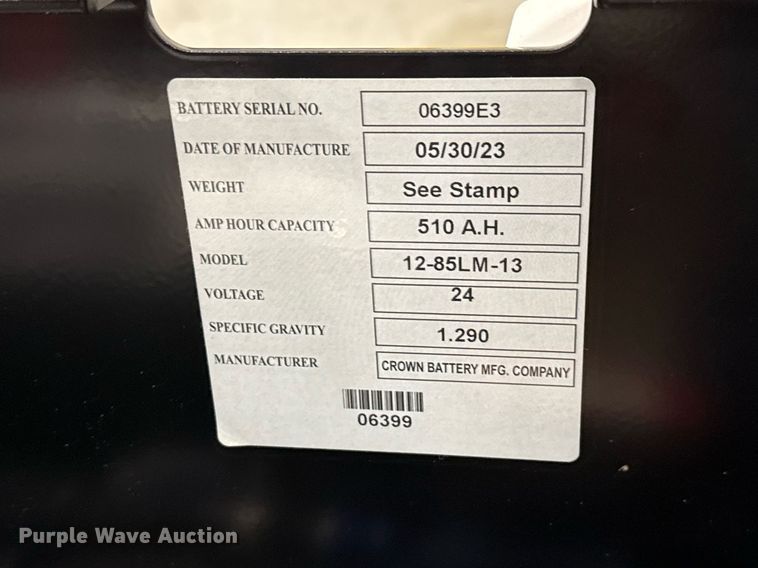 BATTERY SERIAL NO. 06399E3
DATE OF MANUFACTURE 05/30/23
WEIGHT See Stamp
AMP HOUR CAPACITY 510 A.H.
MODEL 12-85LM-13
VOLTAGE 24
SPECIFIC GRAVITY 1.290
MANUFACTURER CROWN BATTERY MFG. COMPANY
06399
Purple Wave Auction